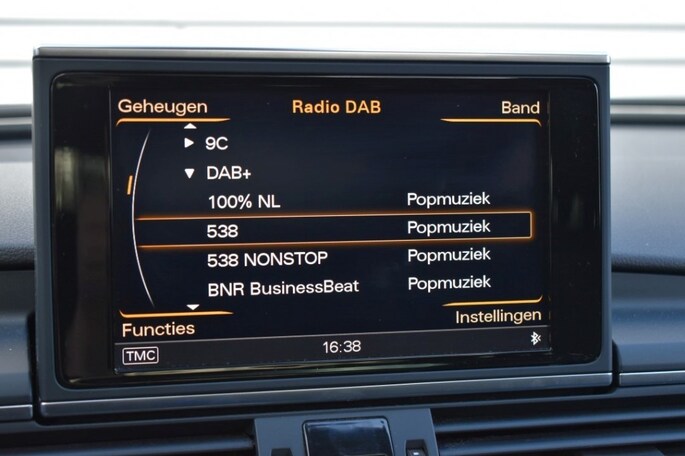 Geheugen Radio DAB Band
9C
DAB+
100% NL Popmuziek
538 Popmuziek
538 NONSTOP Popmuziek
BNR BusinessBeat Popmuziek
Functies Instellingen
TMC 16:38